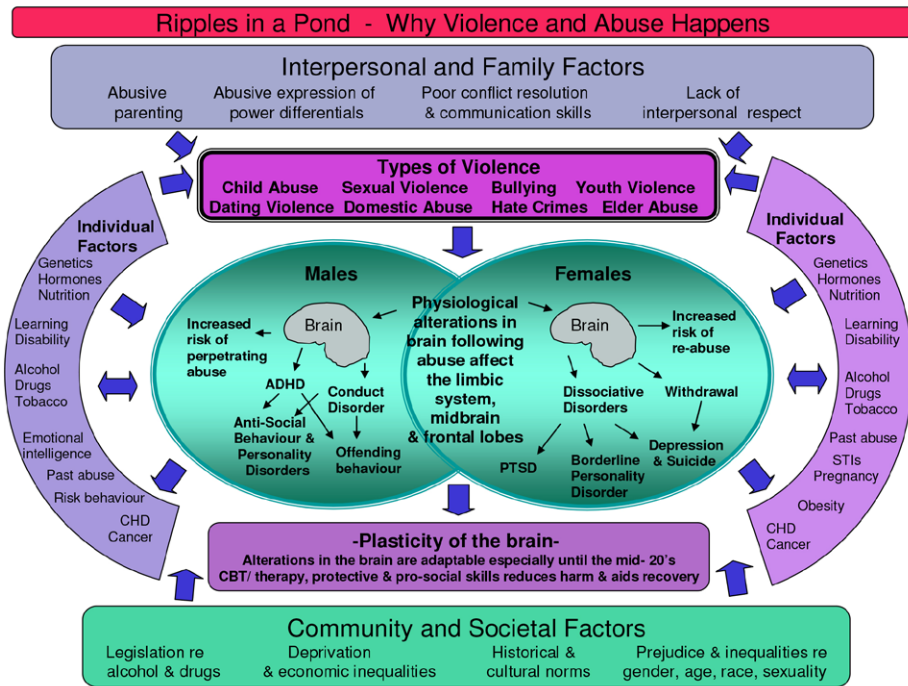 Ripples in a Pond - Why Violence and Abuse Happens
Interpersonal and Family Factors
Abusive parenting
Abusive expression of power differentials
Poor conflict resolution & communication skills
Lack of interpersonal respect
Types of Violence
Child Abuse Sexual Violence Bullying Youth Violence
Dating Violence Domestic Abuse Hate Crimes Elder Abuse
Individual
Factors
Genetics
Hormones
Nutrition
Learning
Disability
Alcohol
Drugs
Tobacco
Emotional
intelligence
Past abuse
Risk behaviour
CHD
Cancer
Males
Brain
Increased
risk of
perpetrating
abuse
ADHD
Conduct
Disorder
Anti-Social
Behaviour &
Personality
Disorders
Offending
behaviour
Physiological
alterations in
brain following
abuse affect
the limbic
system,
midbrain
& frontal lobes
Females
Brain
Increased
risk of
re-abuse
Dissociative
Disorders
Withdrawal
PTSD
Borderline
Personality
Disorder
Depression
& Suicide
Individual
Factors
Genetics
Hormones
Nutrition
Learning
Disability
Alcohol
Drugs
Tobacco
Past abuse
STIs
Pregnancy
Obesity
CHD
Cancer
-Plasticity of the brain-
Alterations in the brain are adaptable especially until the mid- 20's
CBT/ therapy, protective & pro-social skills reduces harm & aids recovery
Community and Societal Factors
Legislation re
alcohol & drugs
Deprivation
& economic inequalities
Historical &
cultural norms
Prejudice & inequalities re
gender, age, race, sexuality